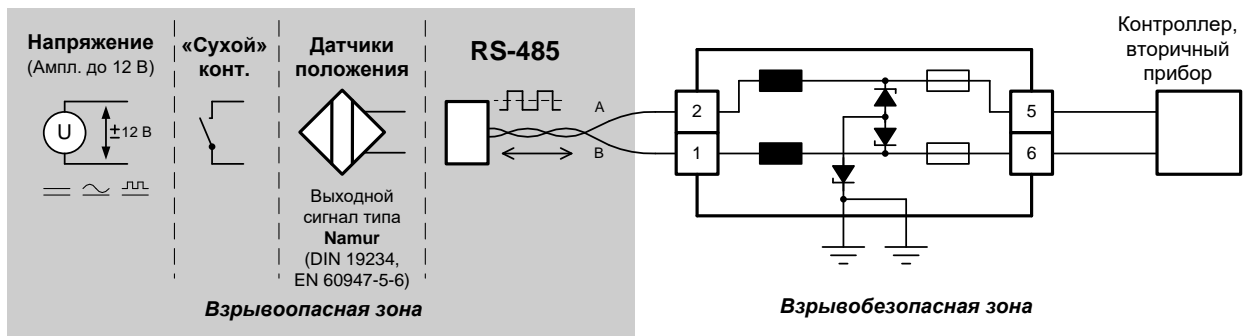 Напряжение
(Ампл. до 12 В)
U
±12 В
«Сухой»
конт.
Датчики
положения
Выходной
сигнал типа
Namur
(DIN 19234,
EN 60947-5-6)
RS-485
A
B
Взрывоопасная зона
2
1
5
6
Контроллер,
вторичный
прибор
Взрывобезопасная зона